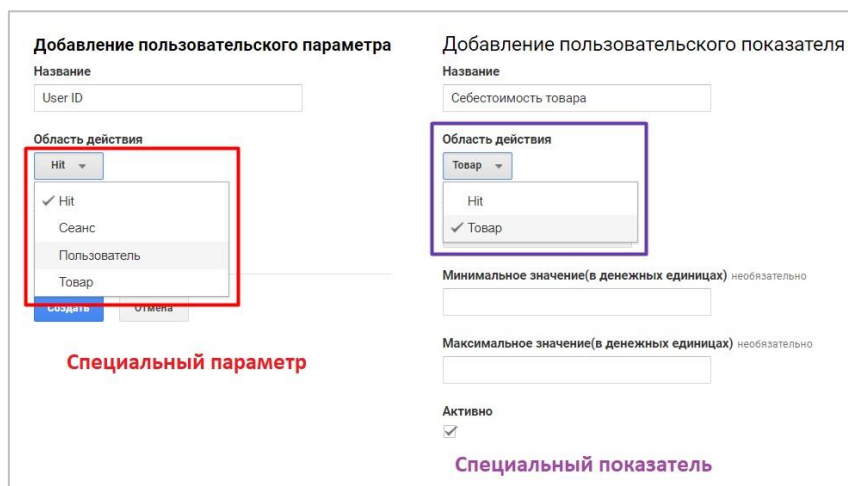 Добавление пользовательского параметра
Название
User ID
Область действия
Hit
Hit
Сеанс
Пользователь
Товар
Создать Отмена
Специальный параметр
Добавление пользовательского показателя
Название
Себестоимость товара
Область действия
Товар
Hit
Товар
Минимальное значение(в денежных единицах) необязательно
Максимальное значение(в денежных единицах) необязательно
Активно
Специальный показатель